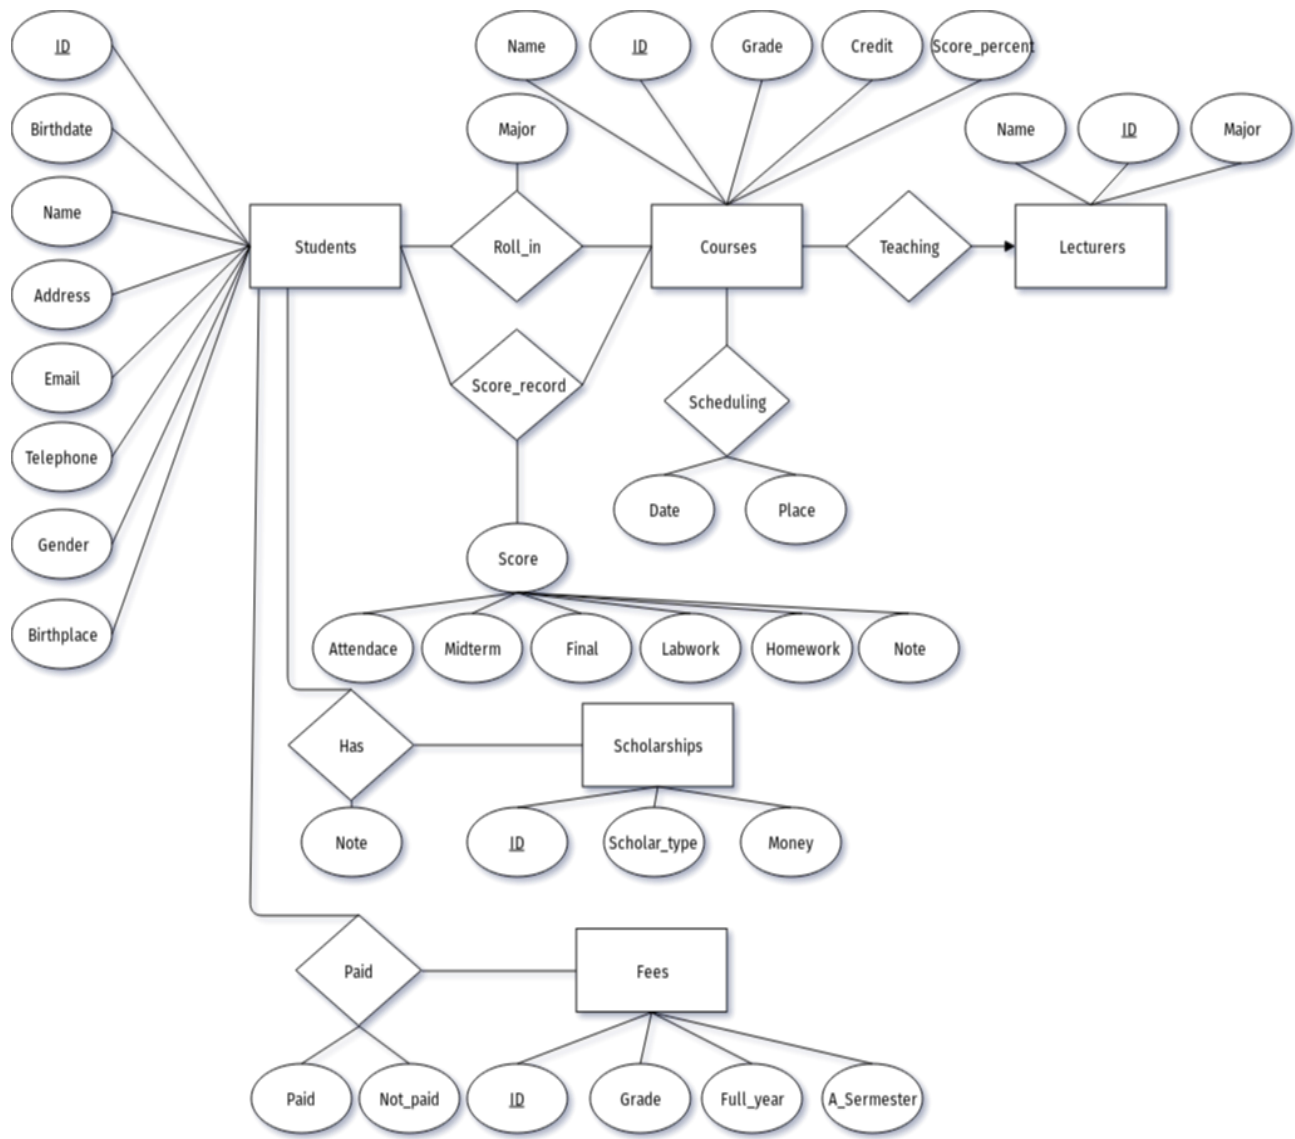 ID
Name
ID
Grade
Credit
Score_percent
Birthdate
Major
Name
ID
Major
Name
Students
Roll_in
Courses
Teaching
Lecturers
Address
Email
Score_record
Scheduling
Telephone
Date
Place
Gender
Score
Birthplace
Attendace
Midterm
Final
Labwork
Homework
Note
Has
Scholarships
Note
ID
Scholar_type
Money
Paid
Fees
Paid
Not_paid
ID
Grade
Full_year
A_Sermester